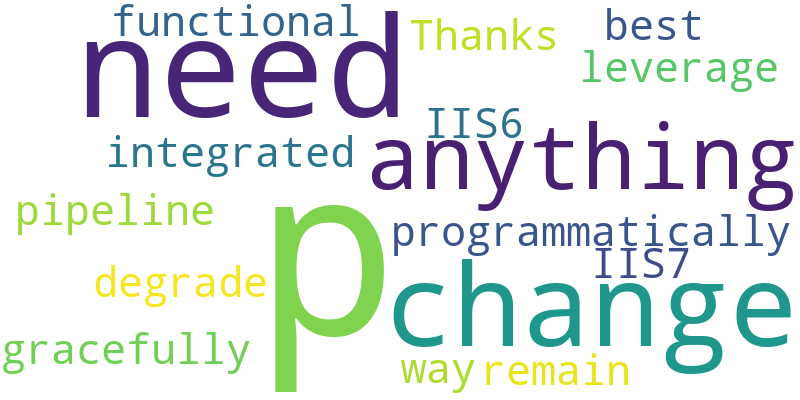 functional
Thanks
best
need
leverage
IIS6
integrated
anything
pipeline
p
programmatically
IIS7
degrade
change
gracefully
way
remain